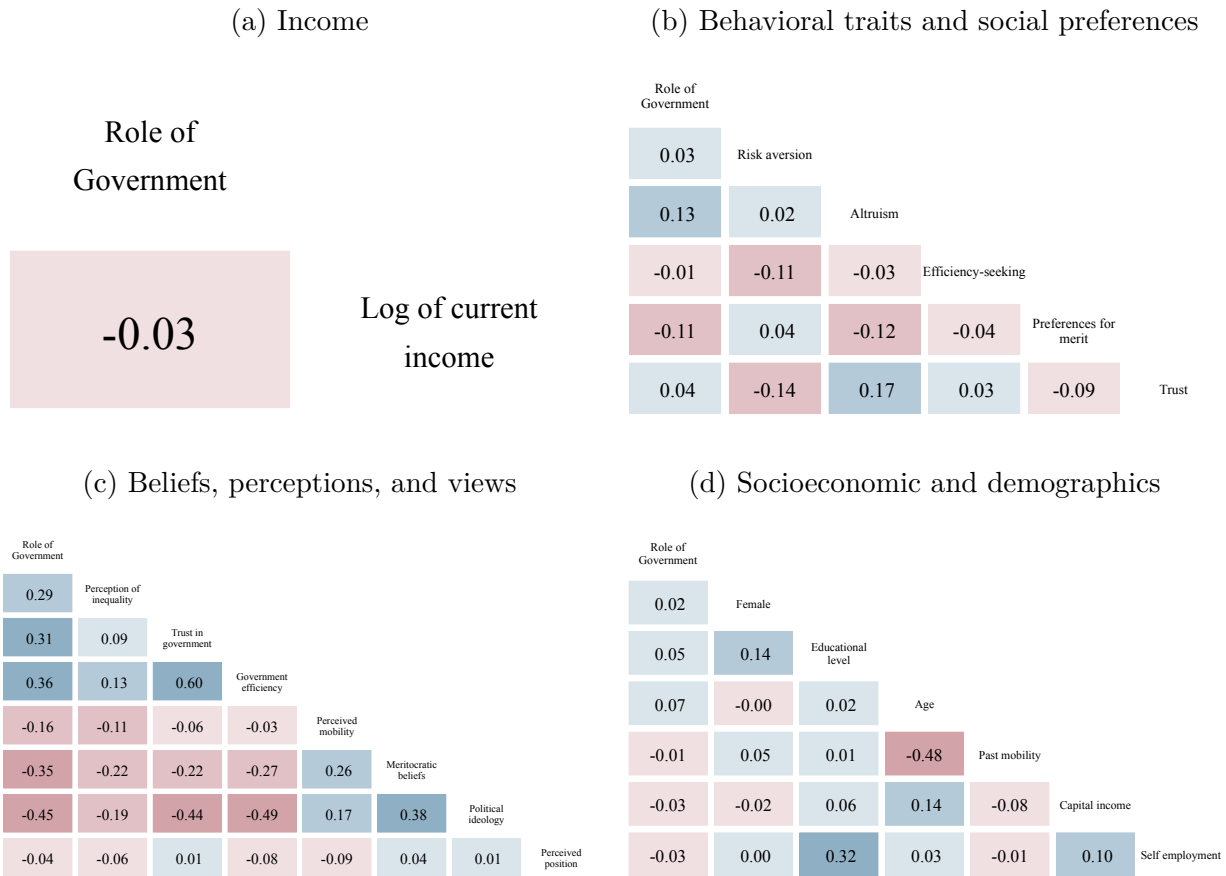 (a) Income
Role of
Government
-0.03
Log of current
income
(b) Behavioral traits and social preferences
Role of
Government
0.03
Risk aversion
0.13
0.02
Altruism
-0.01
-0.11
-0.03
Efficiency-seeking
-0.11
0.04
-0.12
-0.04
Preferences for
merit
0.04
-0.14
0.17
0.03
-0.09
Trust
(c) Beliefs, perceptions, and views
Role of
Government
0.29
Perception of
inequality
0.31
0.09
Trust in
government
0.36
0.13
0.60
Government
efficiency
-0.16
-0.11
-0.06
-0.03
Perceived
mobility
-0.35
-0.22
-0.22
-0.27
0.26
Meritocratic
beliefs
-0.45
-0.19
-0.44
-0.49
0.17
0.38
Political
ideology
-0.04
-0.06
0.01
-0.08
-0.09
0.04
0.01
Perceived
position
(d) Socioeconomic and demographics
Role of
Government
0.02
Female
0.05
0.14
Educational
level
0.07
-0.00
0.02
Age
-0.01
0.05
0.01
-0.48
Past mobility
-0.03
-0.02
0.06
0.14
-0.08
Capital income
-0.03
0.00
0.32
0.03
-0.01
0.10
Self employment